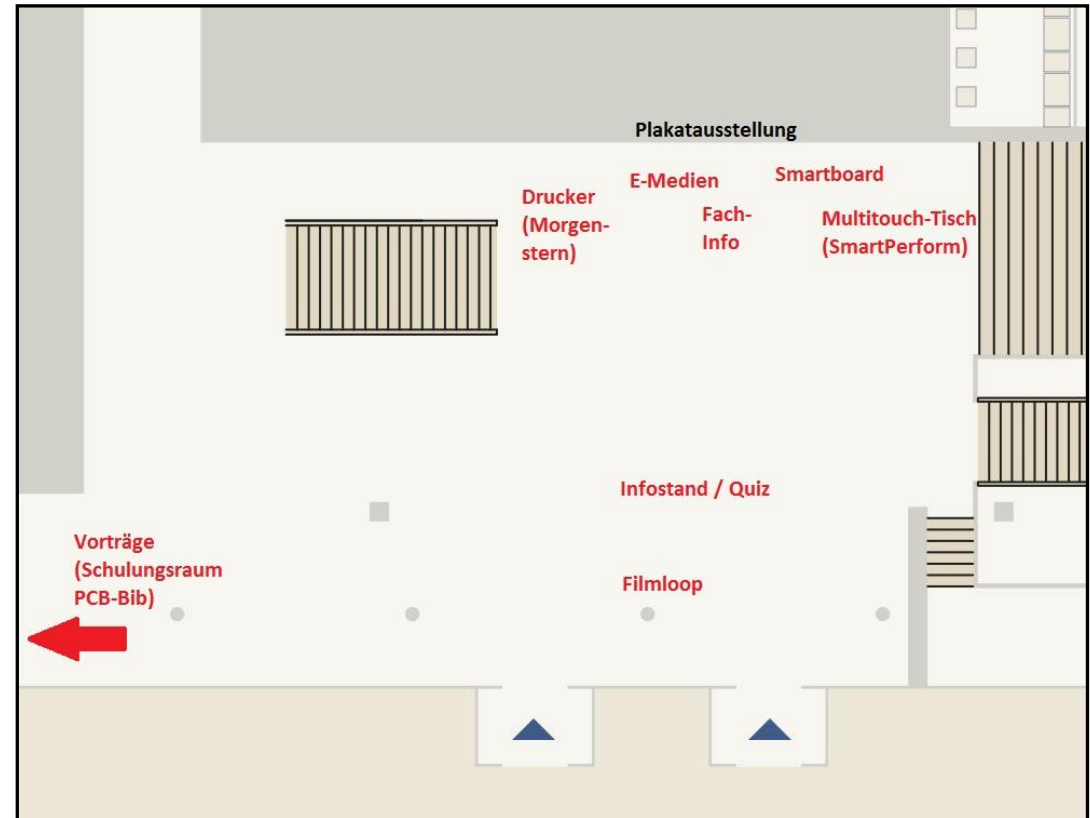 Plakatausstellung
E-Medien
Smartboard
Drucker
(Morgen-
stern)
Fach-
Info
Multitouch-Tisch
(SmartPerform)
Infostand / Quiz
Vorträge
(Schulungsraum
PCB-Bib)
Filmloop